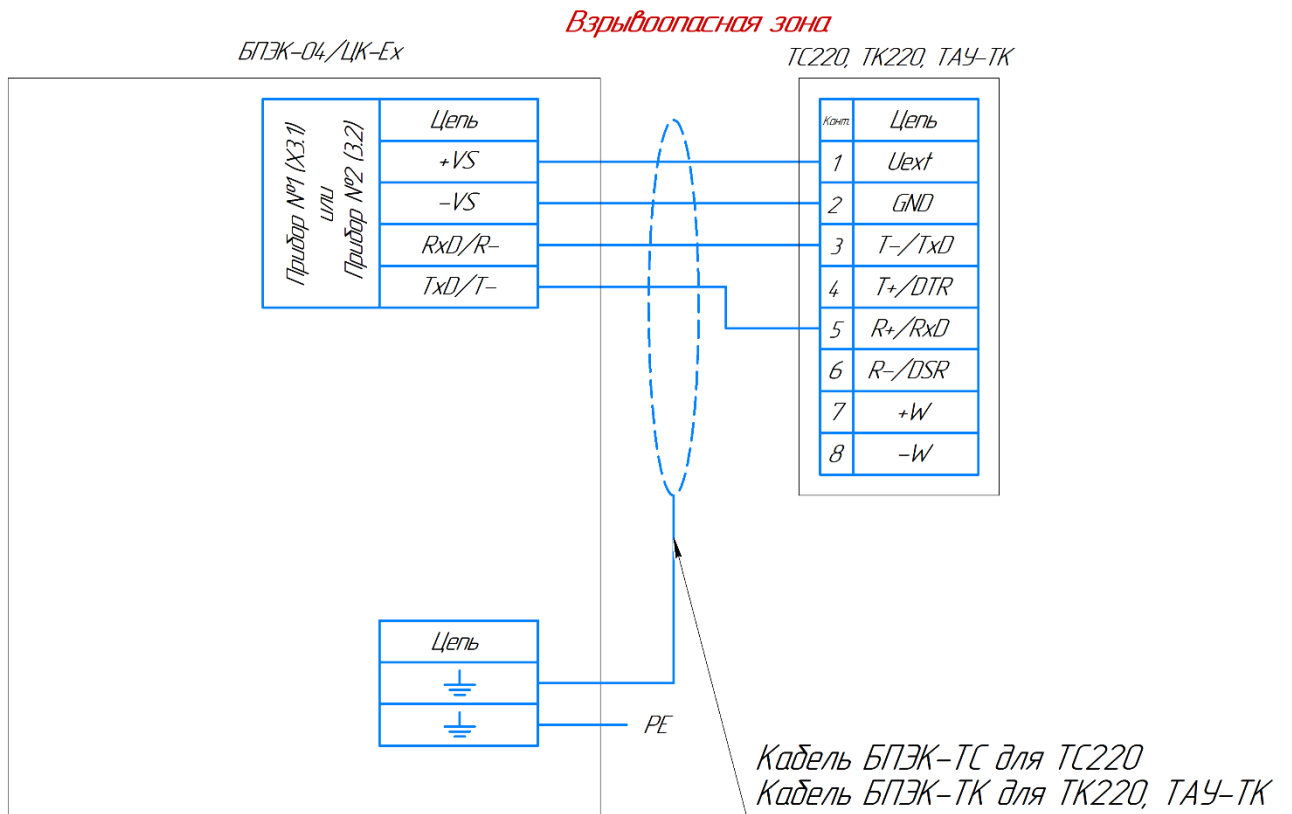 Взрывоопасная зона
БПЭК-04/ЦК-Ex
ТС220, ТК220, ТАУ-ТК
Прибор №1 (X3.1)
или
Прибор №2 (3.2)
Цепь
+VS
-VS
RxD/R-
TxD/T-
Конт.
Цепь
1
Uext
2
GND
3
T-/TxD
4
T+/DTR
5
R+/RxD
6
R-/DSR
7
+W
8
-W
Цепь
PE
Кабель БПЭК-ТС для ТС220
Кабель БПЭК-ТК для ТК220, ТАУ-ТК